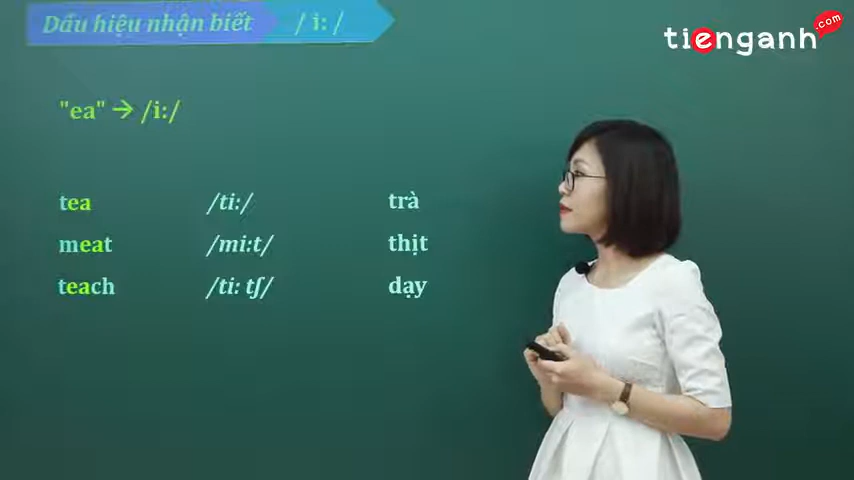 Dấu hiệu nhận biết / i: /
tienganh.com
"ea" → /i:/
tea /ti:/ trà
meat /mi:t/ thịt
teach /ti: tʃ/ dạy